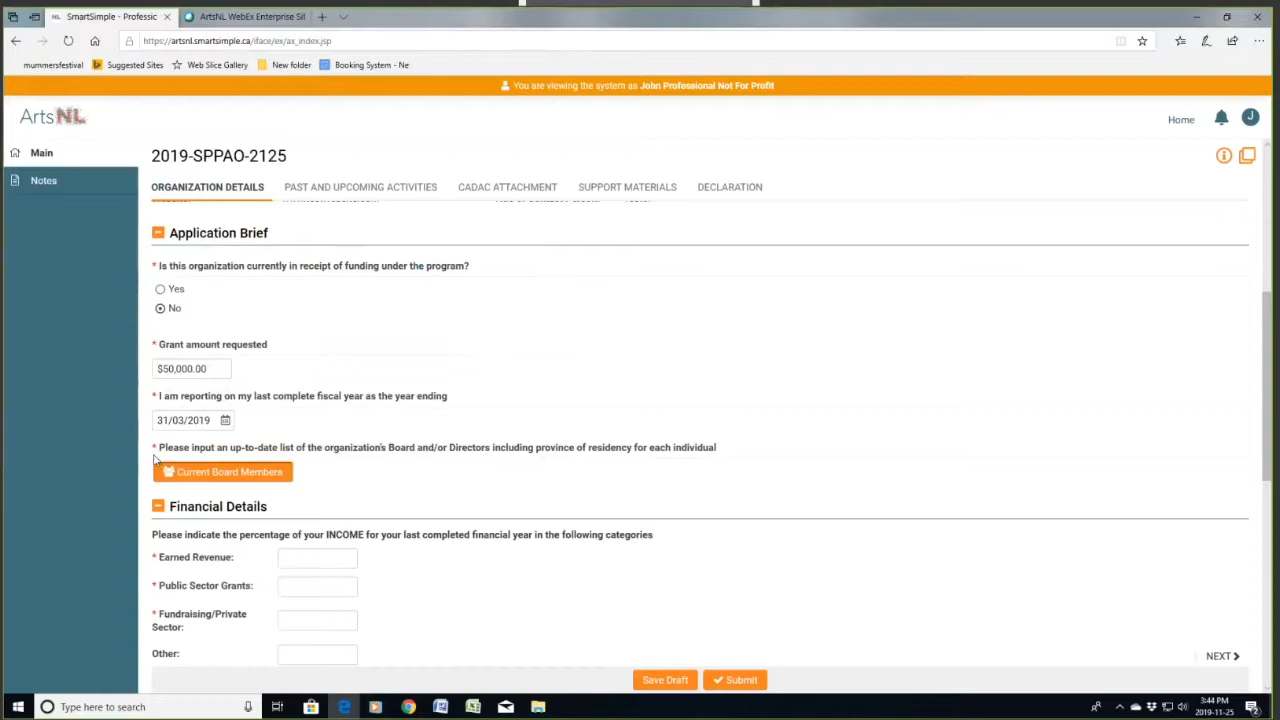 SmartSimple - Professic
ArtsNL WebEx Enterprise Sit
https://artsnl.smartsimple.ca/iface/ex/ax_index.jsp
mummersfestival Suggested Sites Web Slice Gallery New folder Booking System - Ne
You are viewing the system as John Professional Not For Profit
ArtsNL
Home J
Main
Notes
2019-SPPAO-2125
ORGANIZATION DETAILS PAST AND UPCOMING ACTIVITIES CADAC ATTACHMENT SUPPORT MATERIALS DECLARATION
Application Brief
* Is this organization currently in receipt of funding under the program?
Yes
No
* Grant amount requested
$50,000.00
* I am reporting on my last complete fiscal year as the year ending
31/03/2019
* Please input an up-to-date list of the organization's Board and/or Directors including province of residency for each individual
Current Board Members
Financial Details
Please indicate the percentage of your INCOME for your last completed financial year in the following categories
* Earned Revenue:
* Public Sector Grants:
* Fundraising/Private
Sector:
Other:
NEXT
Save Draft Submit
Type here to search
3:44 PM
2019-11-25
2